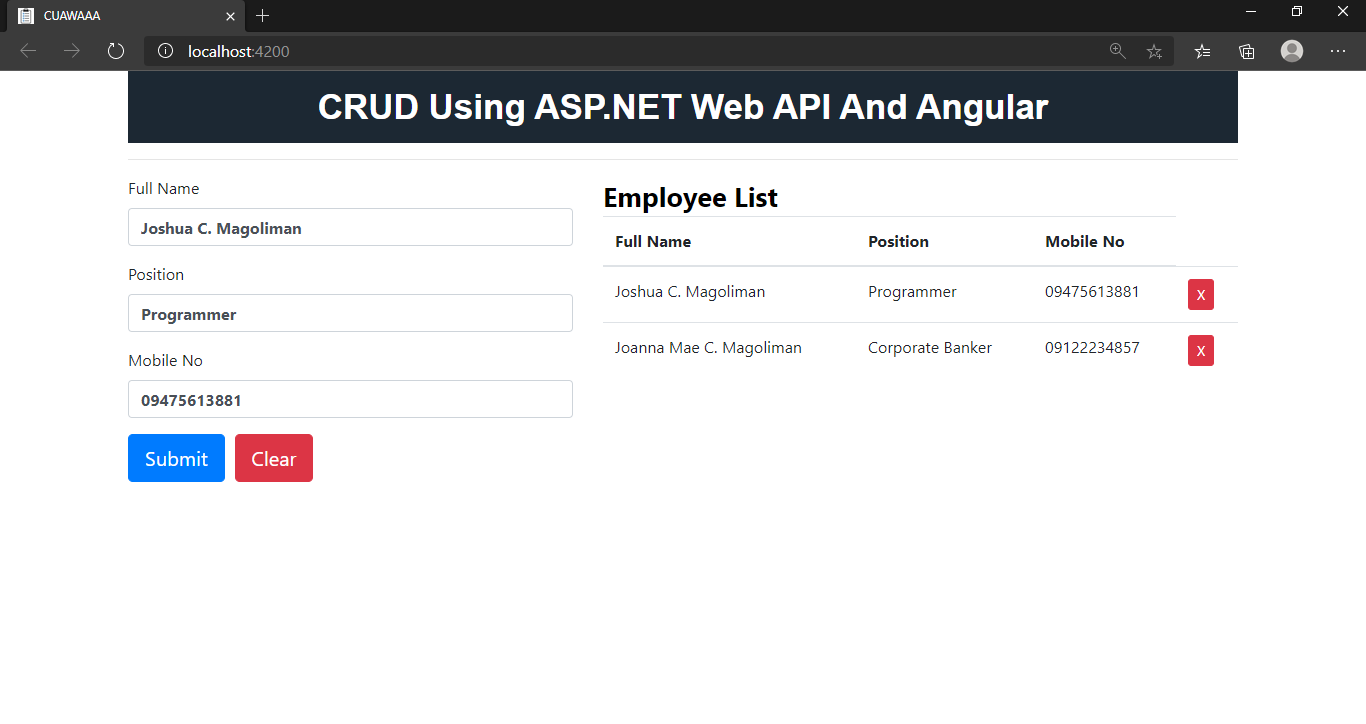 CUAWAAA
localhost:4200
CRUD Using ASP.NET Web API And Angular
Full Name
Joshua C. Magoliman
Position
Programmer
Mobile No
09475613881
Submit Clear
Employee List
Full Name Position Mobile No
Joshua C. Magoliman Programmer 09475613881 X
Joanna Mae C. Magoliman Corporate Banker 09122234857 X